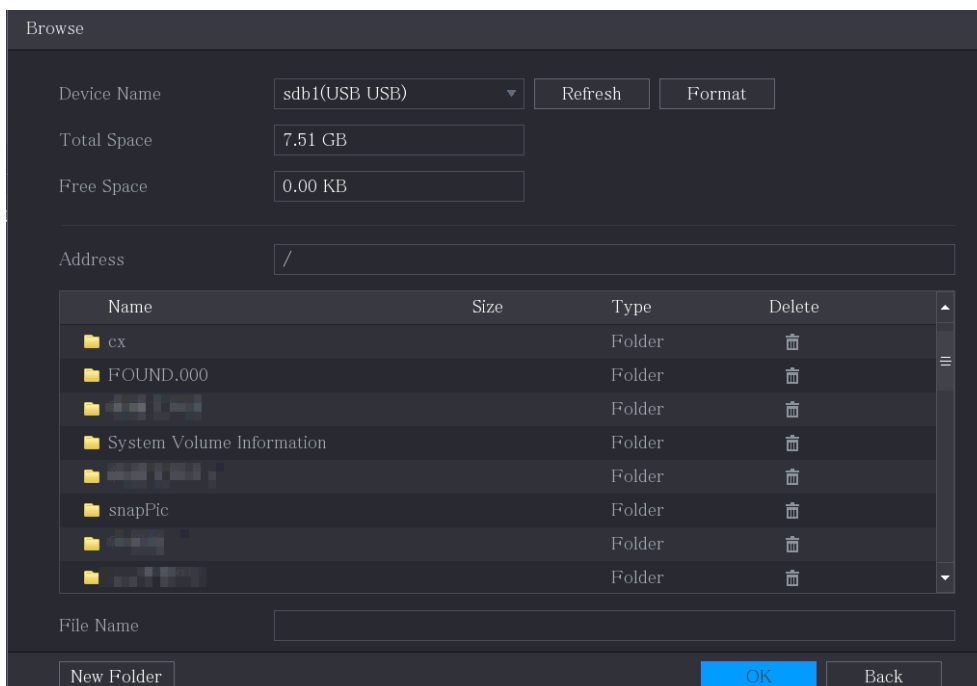 Browse
Device Name sdb1(USB USB) Refresh Format
Total Space 7.51 GB
Free Space 0.00 KB
Address /
Name Size Type Delete
cx Folder
FOUND.000 Folder
Folder
System Volume Information Folder
Folder
snapPic Folder
Folder
Folder
File Name
New Folder OK Back